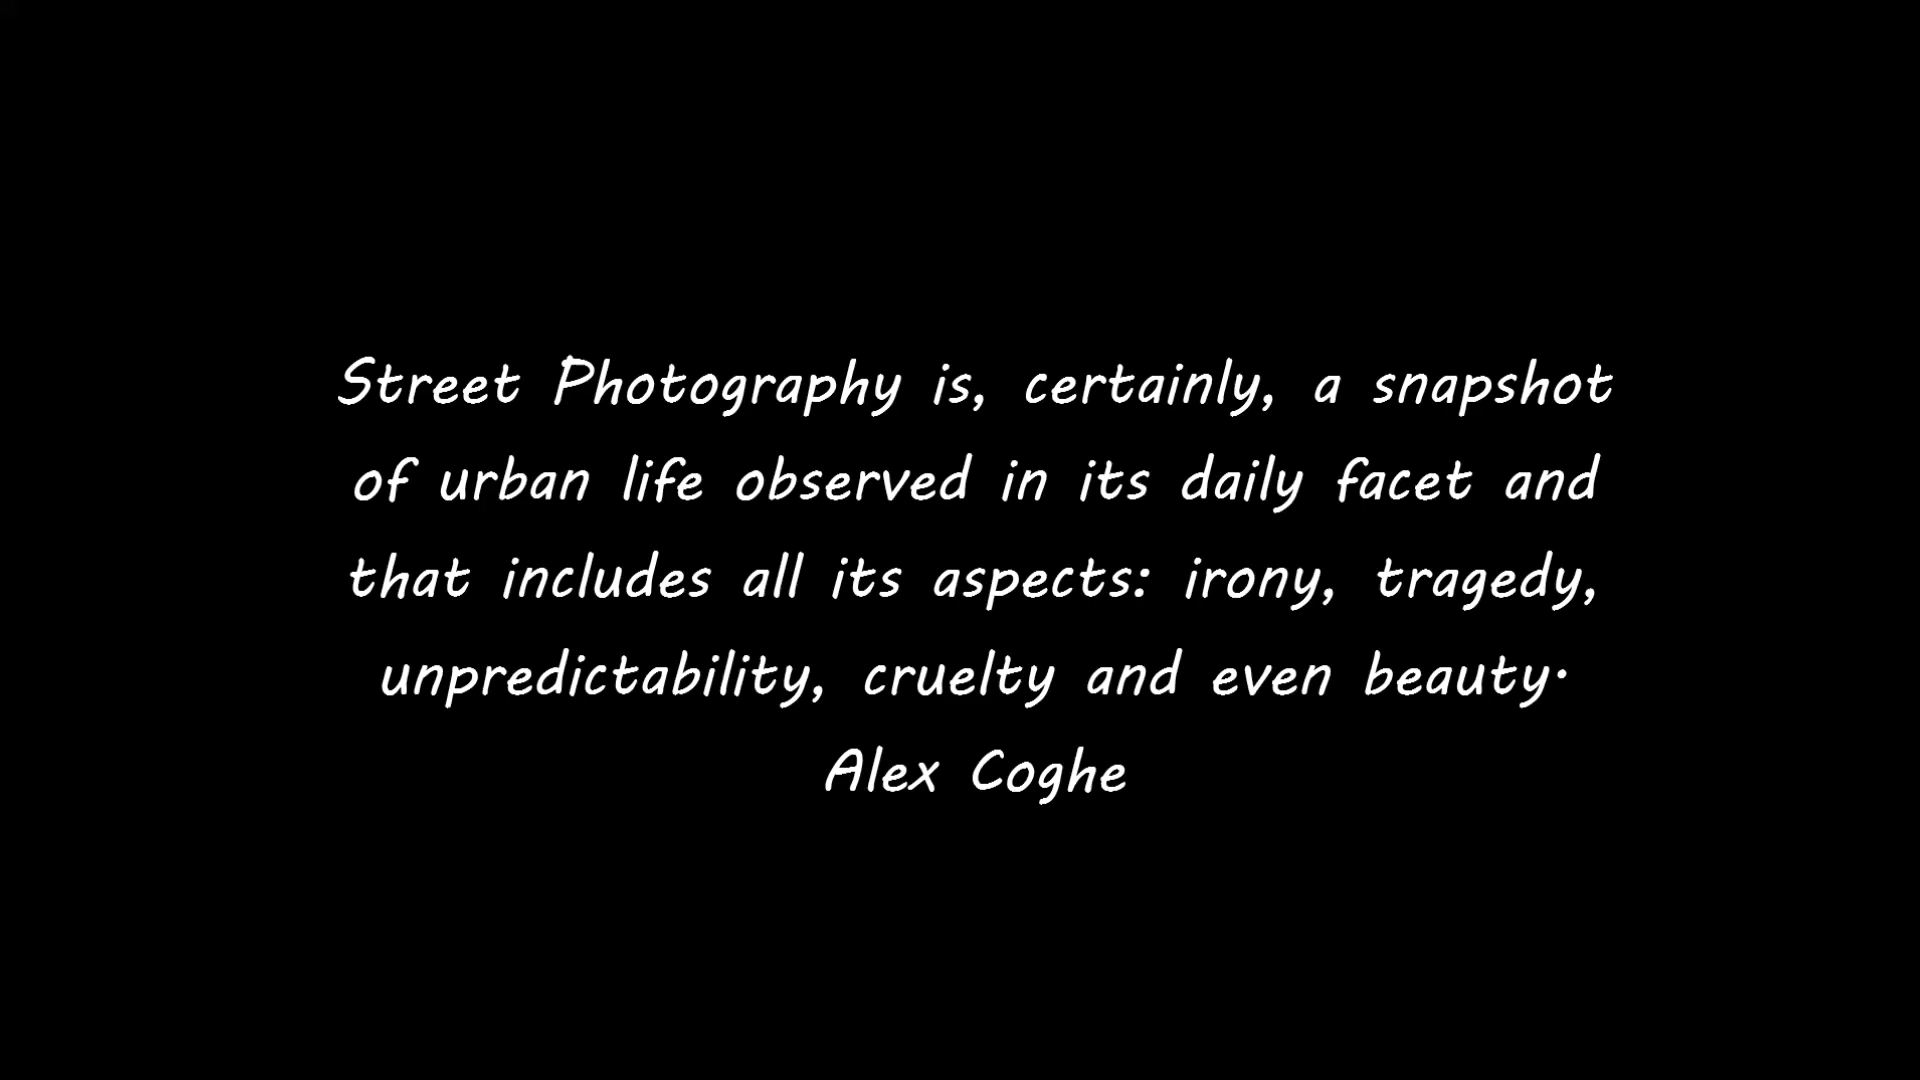 Street Photography is, certainly, a snapshot
of urban life observed in its daily facet and
that includes all its aspects: irony, tragedy,
unpredictability, cruelty and even beauty.
Alex Coghe